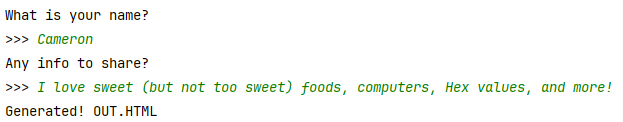 What is your name?
>>> Cameron
Any info to share?
>>> I love sweet (but not too sweet) foods, computers, Hex values, and more!
Generated! OUT.HTML